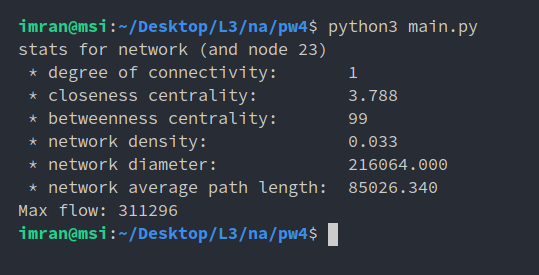 imran@msi:~/Desktop/L3/na/pw4$ python3 main.py
stats for network (and node 23)
 * degree of connectivity:       1
 * closeness centrality:         3.788
 * betweenness centrality:       99
 * network density:              0.033
 * network diameter:             216064.000
 * network average path length:  85026.340
Max flow: 311296
imran@msi:~/Desktop/L3/na/pw4$